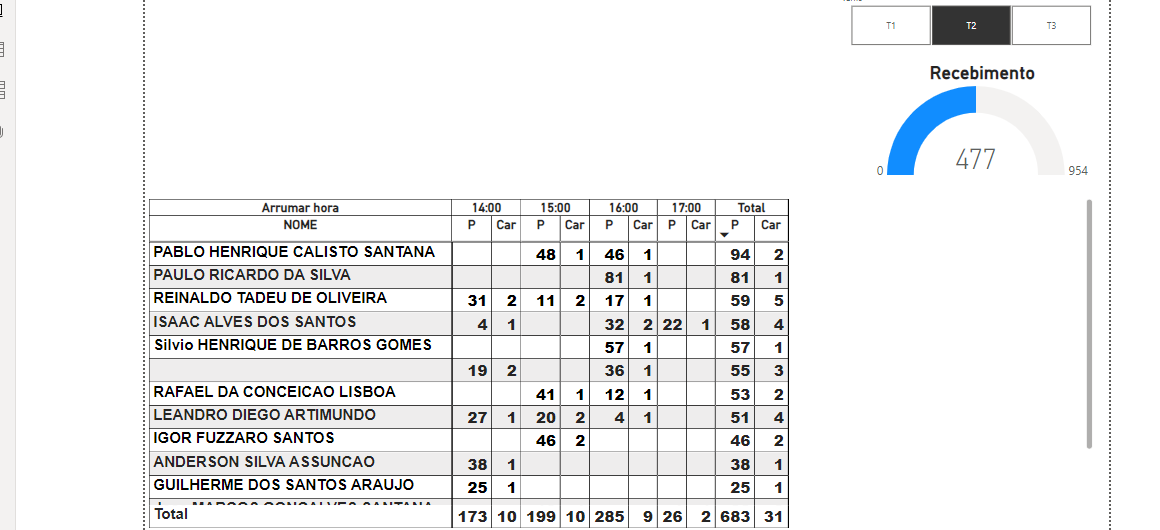 T1 T2 T3
Recebimento
477
0 954
Arrumar hora 14:00 15:00 16:00 17:00 Total
NOME P Car P Car P Car P Car P Car
PABLO HENRIQUE CALISTO SANTANA 48 1 46 1 94 2
PAULO RICARDO DA SILVA 81 1 81 1
REINALDO TADEU DE OLIVEIRA 31 2 11 2 17 1 59 5
ISAAC ALVES DOS SANTOS 4 1 32 2 22 1 58 4
Silvio HENRIQUE DE BARROS GOMES 57 1 57 1
19 2 36 1 55 3
RAFAEL DA CONCEICAO LISBOA 41 1 12 1 53 2
LEANDRO DIEGO ARTIMUNDO 27 1 20 2 4 1 51 4
IGOR FUZZARO SANTOS 46 2 46 2
ANDERSON SILVA ASSUNCAO 38 1 38 1
GUILHERME DOS SANTOS ARAUJO 25 1 25 1
Total 173 10 199 10 285 9 26 2 683 31